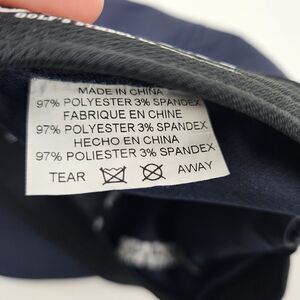 GOLF'S
MADE IN CHINA
97% POLYESTER 3% SPANDEX
FABRIQUE EN CHINE
97% POLYESTER 3% SPANDEX
HECHO EN CHINA
97% POLIESTER 3% SPANDEX
TEAR AWAY